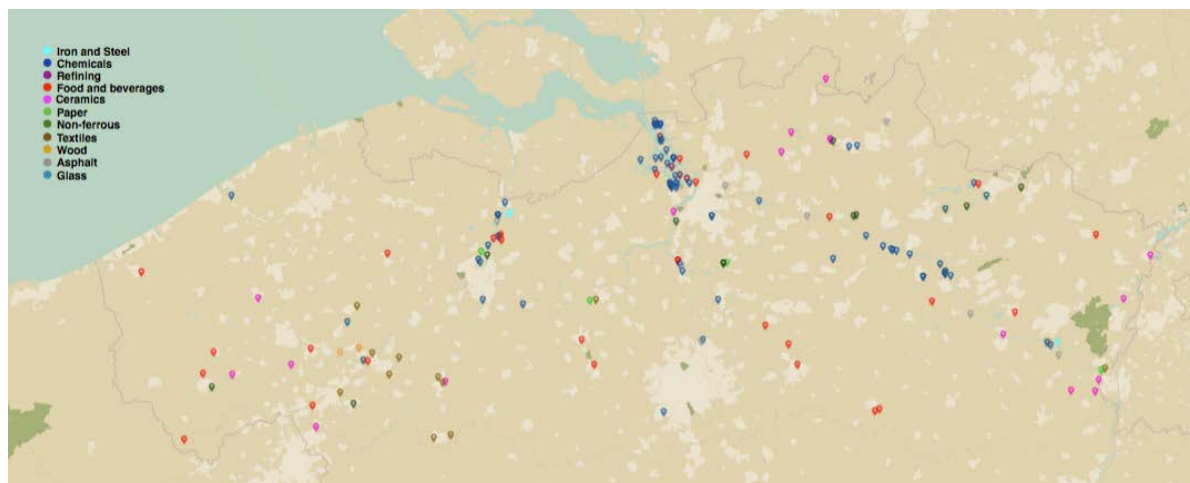 Iron and Steel
Chemicals
Refining
Food and beverages
Ceramics
Paper
Non-ferrous
Textiles
Wood
Asphalt
Glass